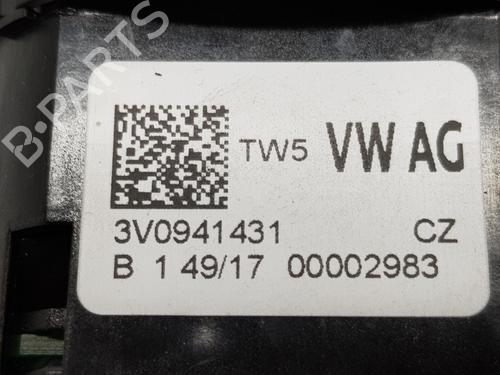 B-PARTS
TW5 VW AG
3V0941431 CZ
B 1 49/17 00002983